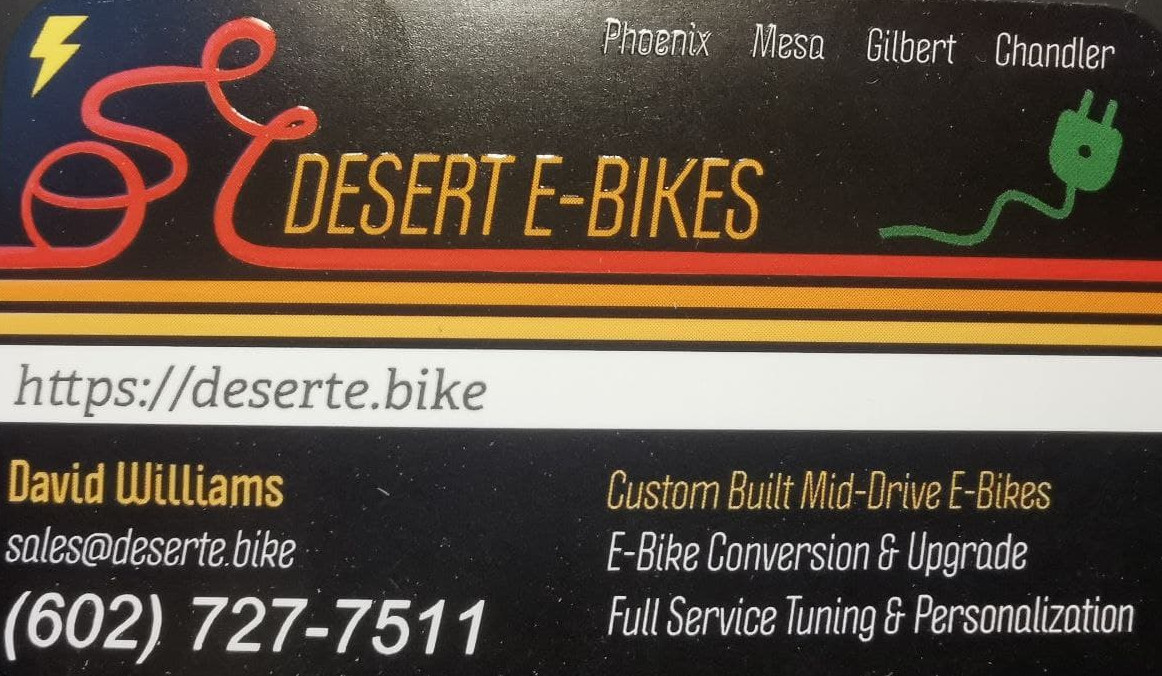 Phoenix Mesa Gilbert Chandler
DESERT E-BIKES
https://deserte.bike
David Williams
sales@deserte.bike
(602) 727-7511
Custom Built Mid-Drive E-Bikes
E-Bike Conversion & Upgrade
Full Service Tuning & Personalization